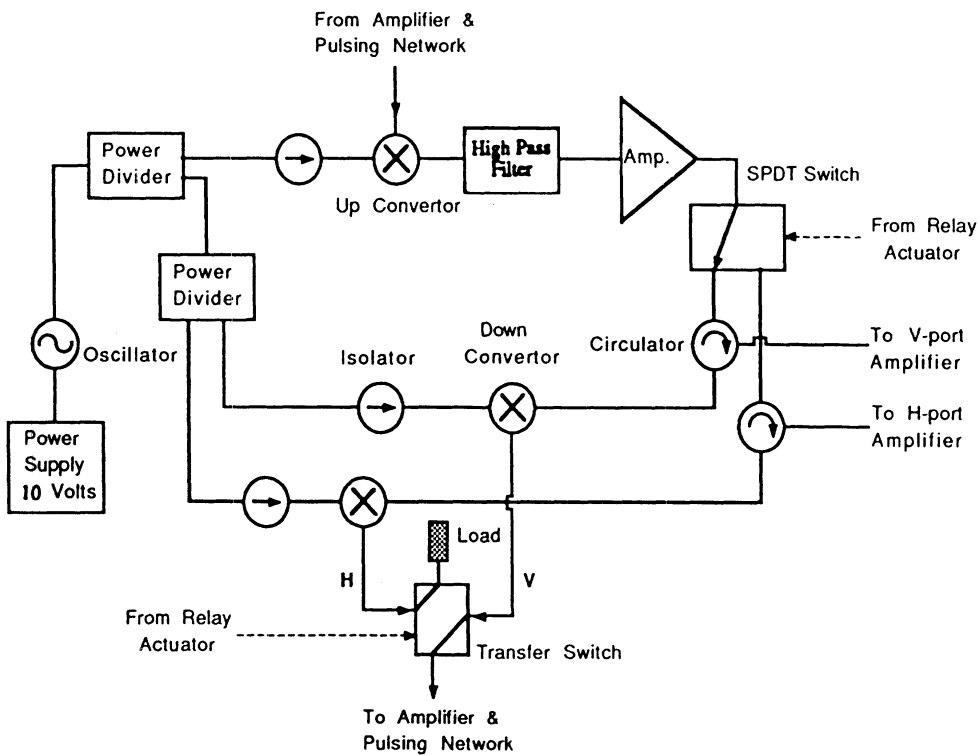 From Amplifier &
Pulsing Network
Power
Divider
Up Convertor
High Pass
Filter
Amp.
SPDT Switch
From Relay
Actuator
Power
Divider
Oscillator
Isolator
Down
Convertor
Circulator
To V-port
Amplifier
To H-port
Amplifier
Power
Supply
10 Volts
Load
H
V
From Relay
Actuator
Transfer Switch
To Amplifier &
Pulsing Network